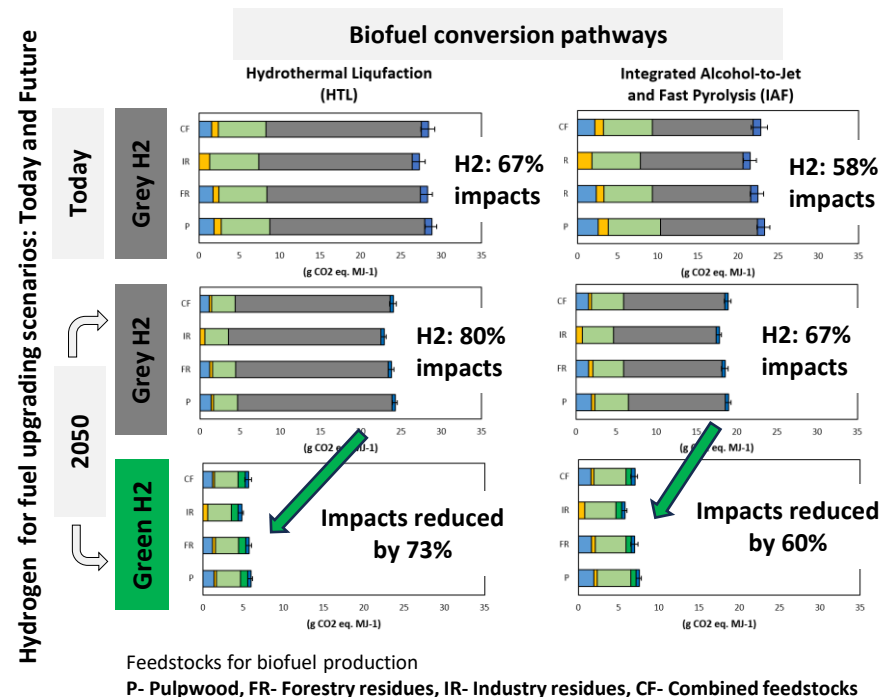 Biofuel conversion pathways
Hydrogen for fuel upgrading scenarios: Today and Future
Hydrothermal Liqufaction
(HTL)
Integrated Alcohol-to-Jet
and Fast Pyrolysis (IAF)
Today
Grey H2
CF
IR
FR
P
H2: 67%
impacts
0 5 10 15 20 25 30 35
(g CO2 eq. MJ-1)
CF
R
R
P
H2: 58%
impacts
0 5 10 15 20 25 30 35
(g CO2 eq. MJ-1)
2050
Grey H2
CF
IR
FR
P
H2: 80%
impacts
0 5 10 15 20 25 30 35
(g CO2 eq. MJ-1)
CF
IR
FR
P
H2: 67%
impacts
0 5 10 15 20 25 30 35
(g CO2 eq. MJ-1)
Green H2
CF
IR
FR
P
Impacts reduced
by 73%
0 5 10 15 20 25 30 35
(g CO2 eq. MJ-1)
CF
IR
FR
P
Impacts reduced
by 60%
0 5 10 15 20 25 30 35
(g CO2 eq. MJ-1)
Feedstocks for biofuel production
P- Pulpwood, FR- Forestry residues, IR- Industry residues, CF- Combined feedstocks